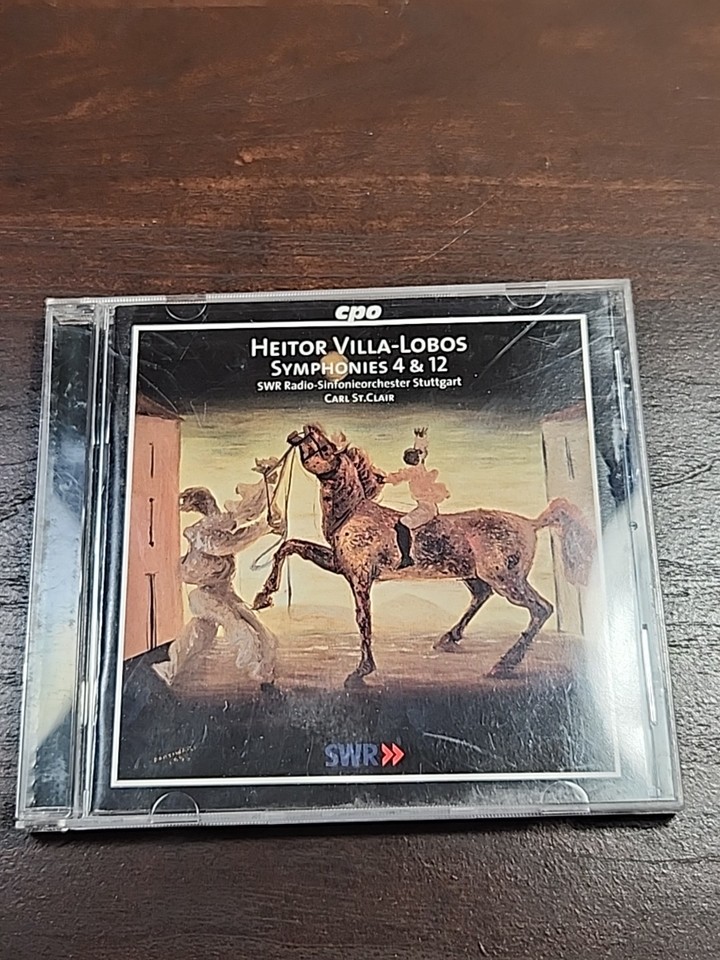 cpo
HEITOR VILLA-LOBOS
SYMPHONIES 4 & 12
SWR Radio-Sinfonieorchester Stuttgart
CARL ST.CLAIR
SWR